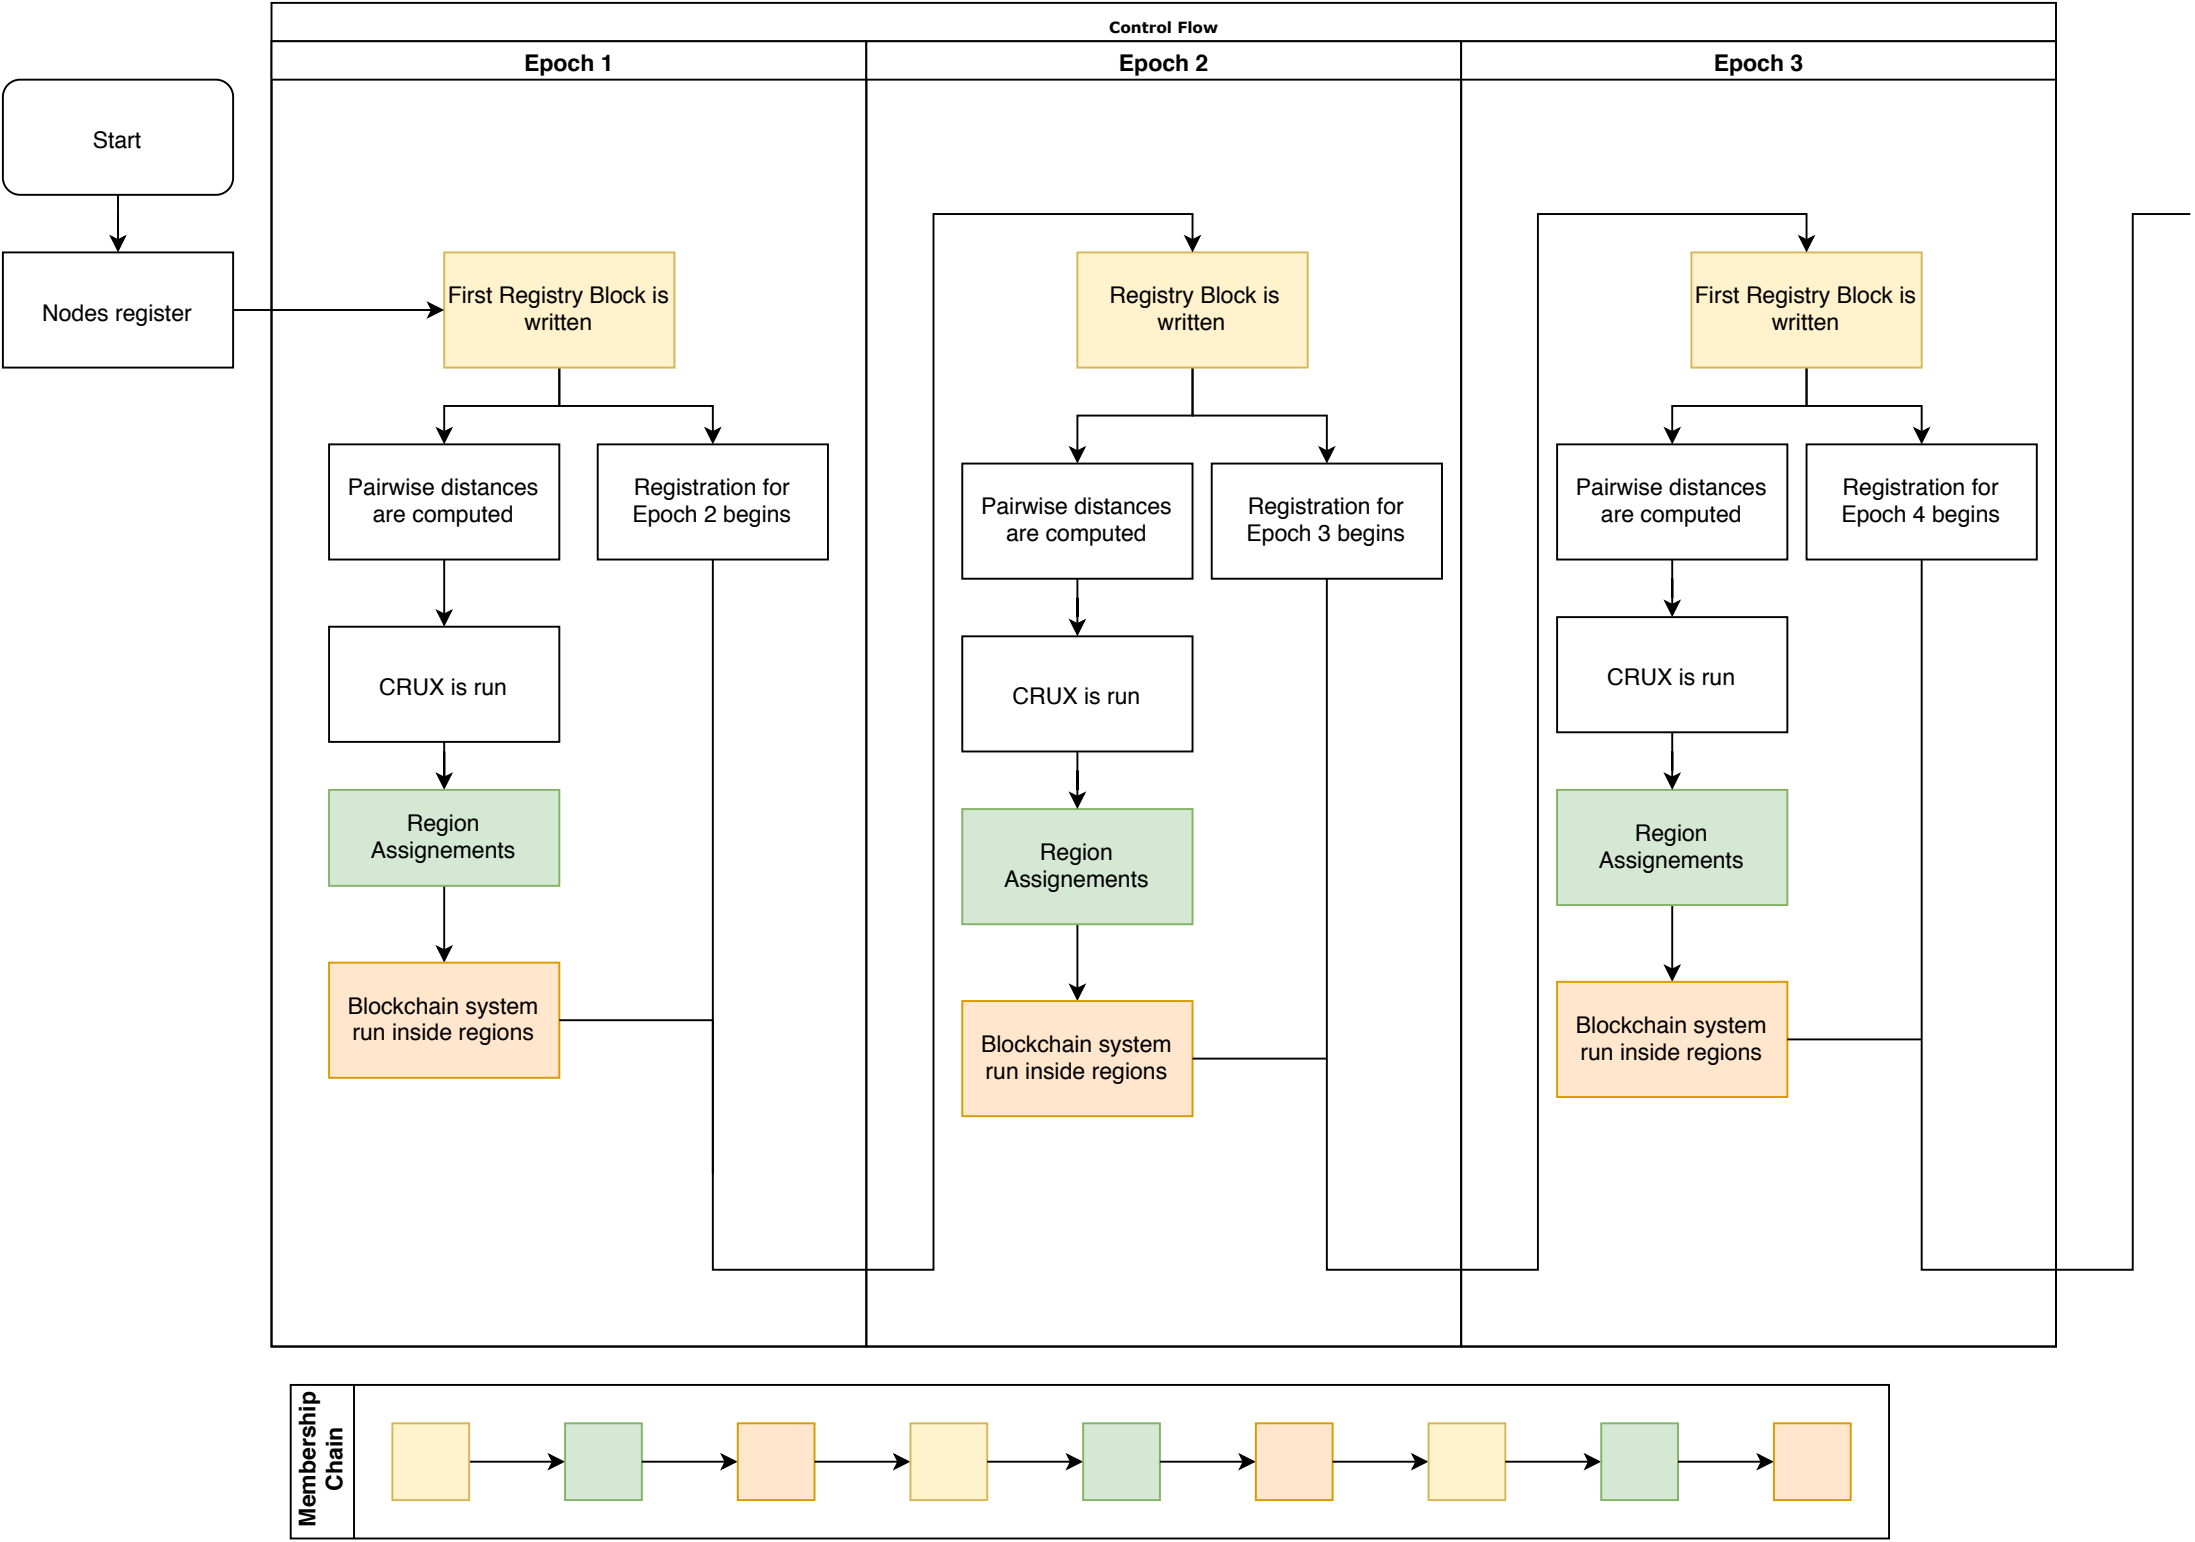 Control Flow
Epoch 1
Epoch 2
Epoch 3
Start
Nodes register
First Registry Block is
written
Pairwise distances
are computed
Registration for
Epoch 2 begins
CRUX is run
Region
Assignements
Blockchain system
run inside regions
Registry Block is
written
Pairwise distances
are computed
Registration for
Epoch 3 begins
CRUX is run
Region
Assignements
Blockchain system
run inside regions
First Registry Block is
written
Pairwise distances
are computed
Registration for
Epoch 4 begins
CRUX is run
Region
Assignements
Blockchain system
run inside regions
Membership
Chain